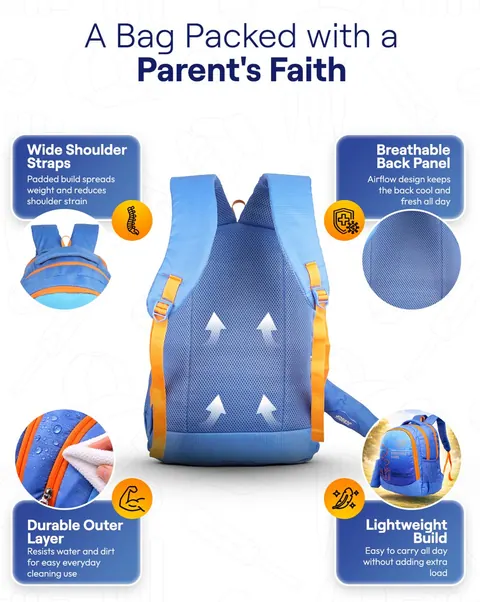 A Bag Packed with a
Parent's Faith
Wide Shoulder
Straps
Padded build spreads
weight and reduces
shoulder strain
Breathable
Back Panel
Airflow design keeps
the back cool and
fresh all day
Durable Outer
Layer
Resists water and dirt
for easy everyday
cleaning use
Lightweight
Build
Easy to carry all day
without adding extra
load